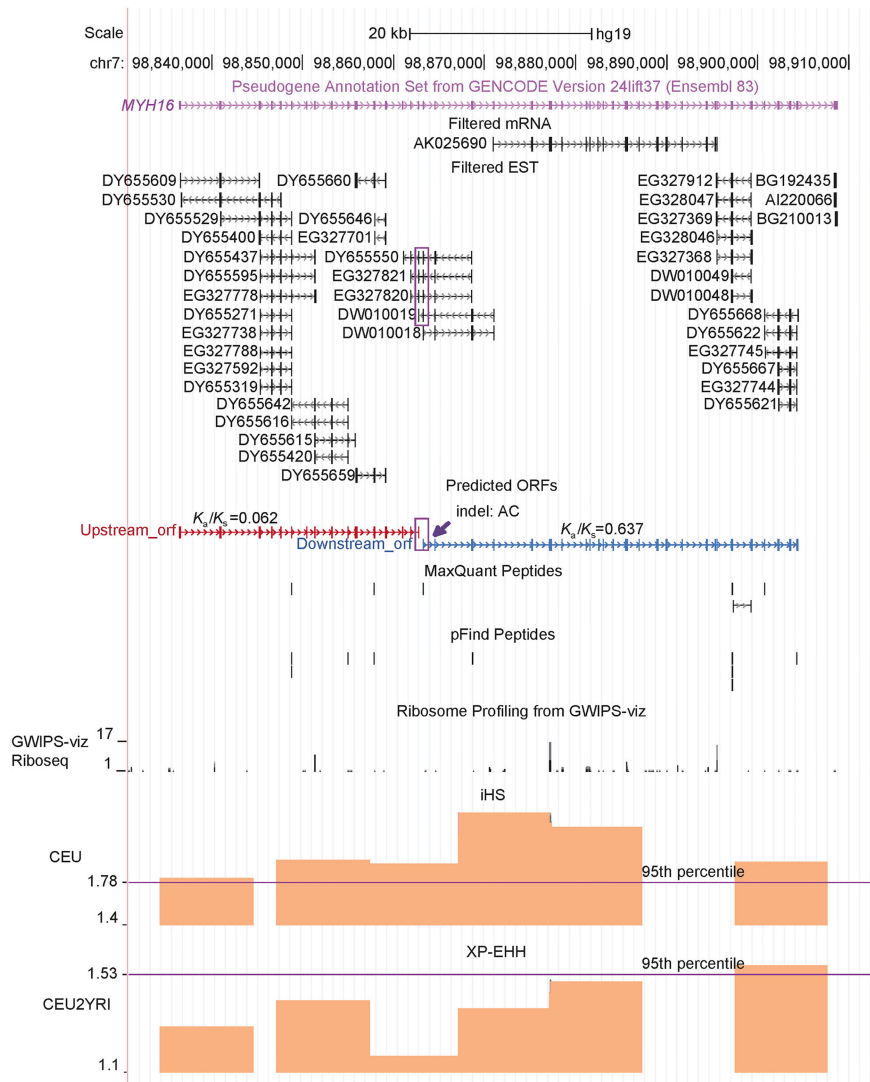 Scale 20 kb hg19
chr7: 98,840,000 98,850,000 98,860,000 98,870,000 98,880,000 98,890,000 98,900,000 98,910,000
Pseudogene Annotation Set from GENCODE Version 24lift37 (Ensembl 83)
MYH16
Filtered mRNA
AK025690
Filtered EST
DY655609 DY655660 EG327912 BG192435
DY655530 EG328047 AI220066
DY655529 DY655646 EG327369 BG210013
DY655400 EG327701 EG328046
DY655437 DY655550 EG327368
DY655595 EG327821 DW010049
EG327778 EG327820 DW010048
DY655271 DW010019 DY655668
EG327738 DW010018 DY655622
EG327788 EG327745
EG327592 DY655667
DY655319 EG327744
DY655642 DY655621
DY655616
DY655615
DY655420
DY655659
Predicted ORFs
indel: AC
Ka/Ks=0.062 Ka/Ks=0.637
Upstream_orf
Downstream_orf
MaxQuant Peptides
pFind Peptides
Ribosome Profiling from GWIPS-viz
17
GWIPS-viz
Riboseq 1
iHS
CEU
95th percentile
1.78
1.4
XP-EHH
95th percentile
1.53
CEU2YRI
1.1